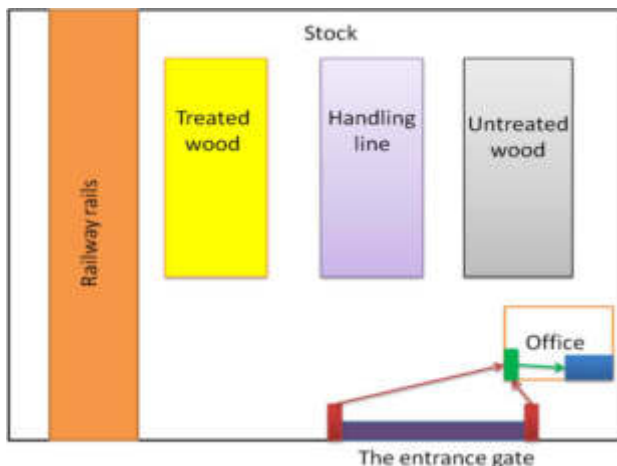 Stock
Treated
wood
Handling
line
Untreated
wood
Railway rails
Office
The entrance gate